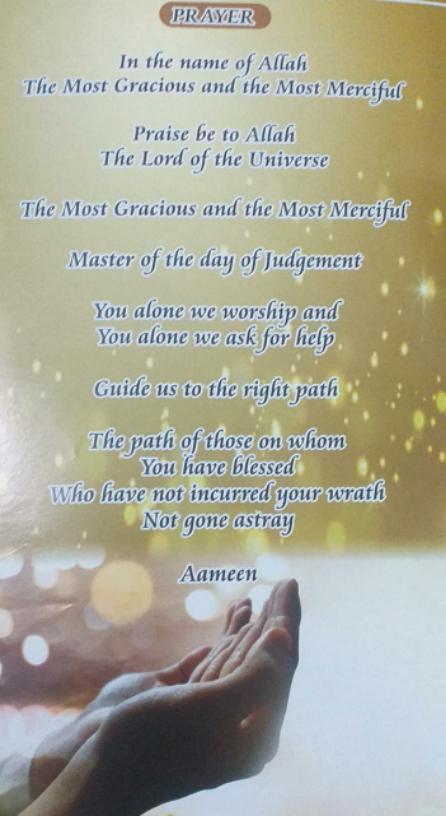 PRAYER
In the name of Allah
The Most Gracious and the Most Merciful
Praise be to Allah
The Lord of the Universe
The Most Gracious and the Most Merciful
Master of the day of Judgement
You alone we worship and
You alone we ask for help
Guide us to the right path
The path of those on whom
You have blessed
Who have not incurred your wrath
Not gone astray
Aameen